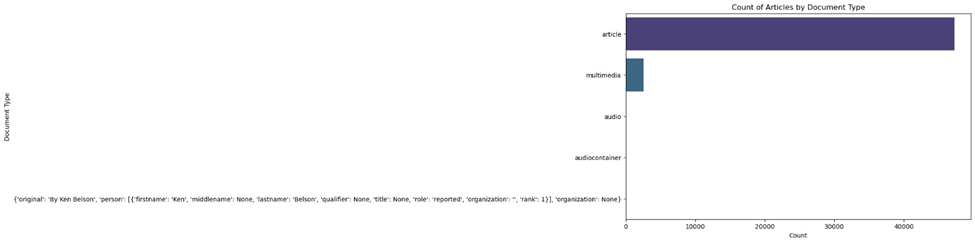 Count of Articles by Document Type
article
multimedia
audio
audiocontainer
{'original': 'By Ken Belson', 'person': [{'firstname': 'Ken', 'middlename': None, 'lastname': 'Belson', 'qualifier': None, 'title': None, 'role': 'reported', 'organization': '', 'rank': 1}], 'organization': None}
Document Type
0 10000 20000 30000 40000
Count